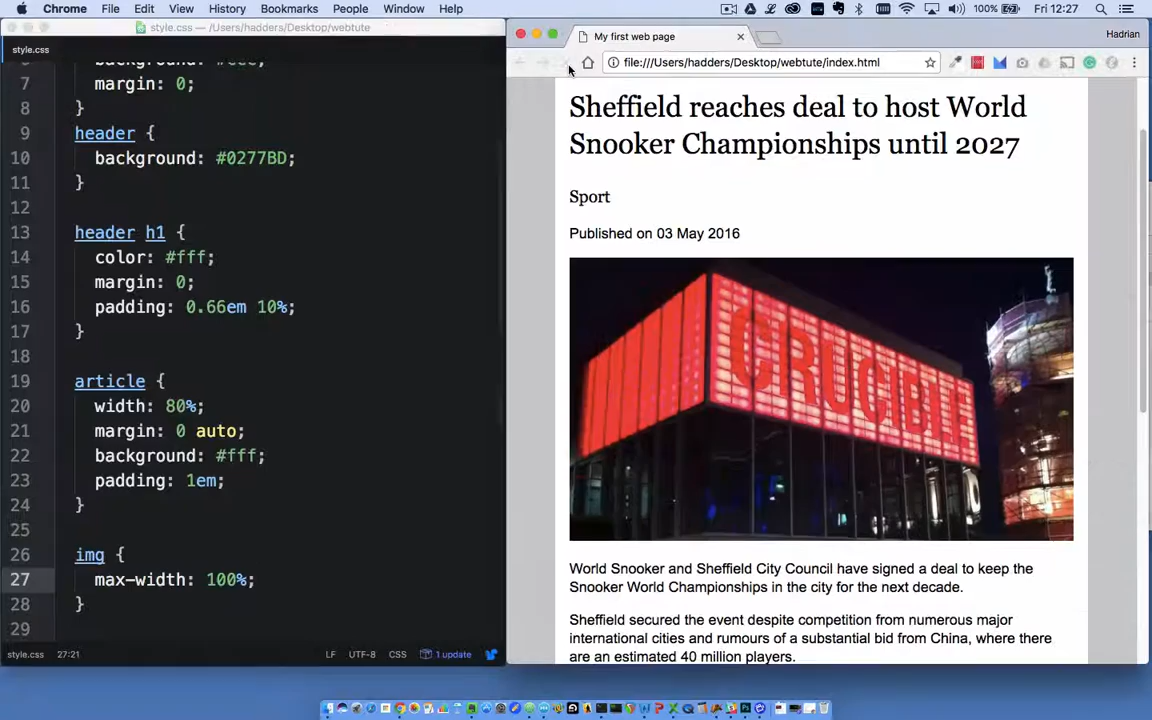 Chrome File Edit View History Bookmarks People Window Help 100% Fri 12:27
style.css — /Users/hadders/Desktop/webtute
My first web page
Hadrian
style.css
file:///Users/hadders/Desktop/webtute/index.html
7 margin: 0;
8 }
9 header {
10 background: #0277BD;
11 }
12
13 header h1 {
14 color: #fff;
15 margin: 0;
16 padding: 0.66em 10%;
17 }
18
19 article {
20 width: 80%;
21 margin: 0 auto;
22 background: #fff;
23 padding: 1em;
24 }
25
26 img {
27 max-width: 100%;
28 }
29
style.css 27:21 LF UTF-8 CSS 1 update
Sheffield reaches deal to host World
Snooker Championships until 2027
Sport
Published on 03 May 2016
CRUCIBLE
World Snooker and Sheffield City Council have signed a deal to keep the
Snooker World Championships in the city for the next decade.
Sheffield secured the event despite competition from numerous major
international cities and rumours of a substantial bid from China, where there
are an estimated 40 million players.